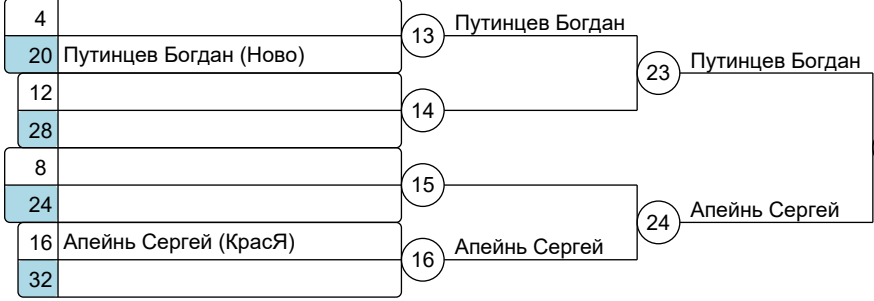 4
20 Путинцев Богдан (Ново)
13 Путинцев Богдан
23 Путинцев Богдан
12
28
14
8
24
15
16 Апейнь Сергей (КрасЯ)
32
16 Апейнь Сергей
24 Апейнь Сергей